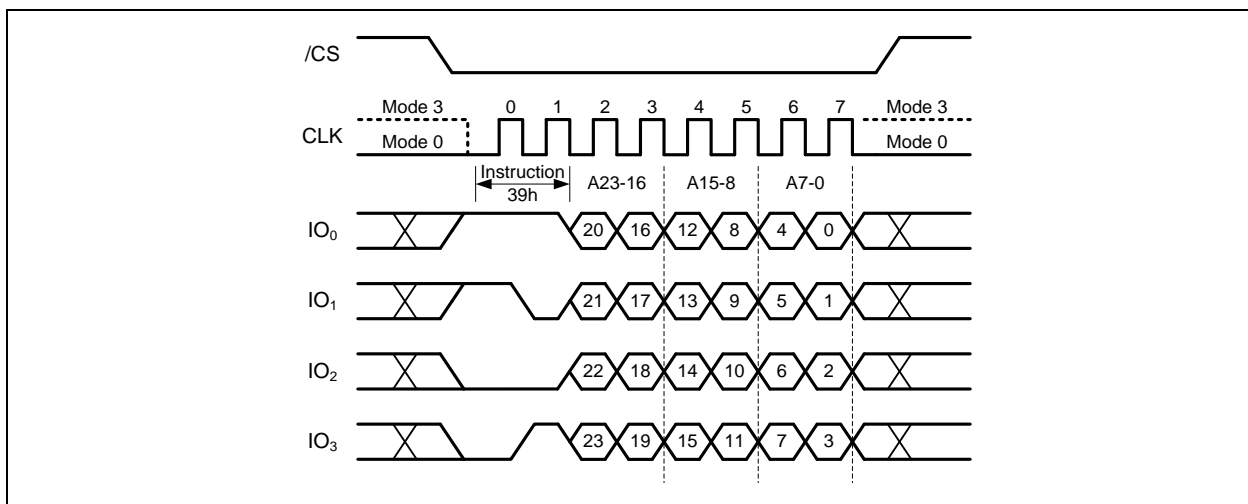 /CS
Mode 3 0 1 2 3 4 5 6 7 Mode 3
CLK
Mode 0 Mode 0
Instruction
39h A23-16 A15-8 A7-0
IO0 20 16 12 8 4 0
IO1 21 17 13 9 5 1
IO2 22 18 14 10 6 2
IO3 23 19 15 11 7 3